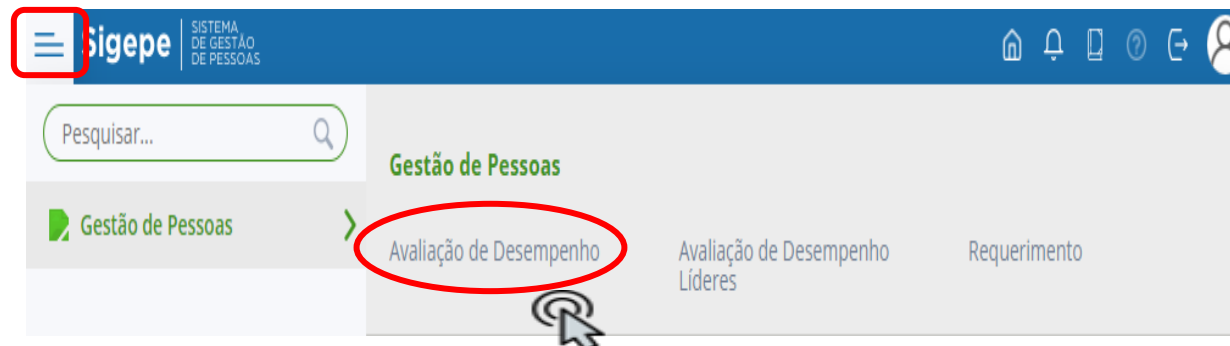 Sigepe
SISTEMA
DE GESTÃO
DE PESSOAS
Pesquisar...
Gestão de Pessoas
Gestão de Pessoas
Avaliação de Desempenho
Avaliação de Desempenho
Líderes
Requerimento